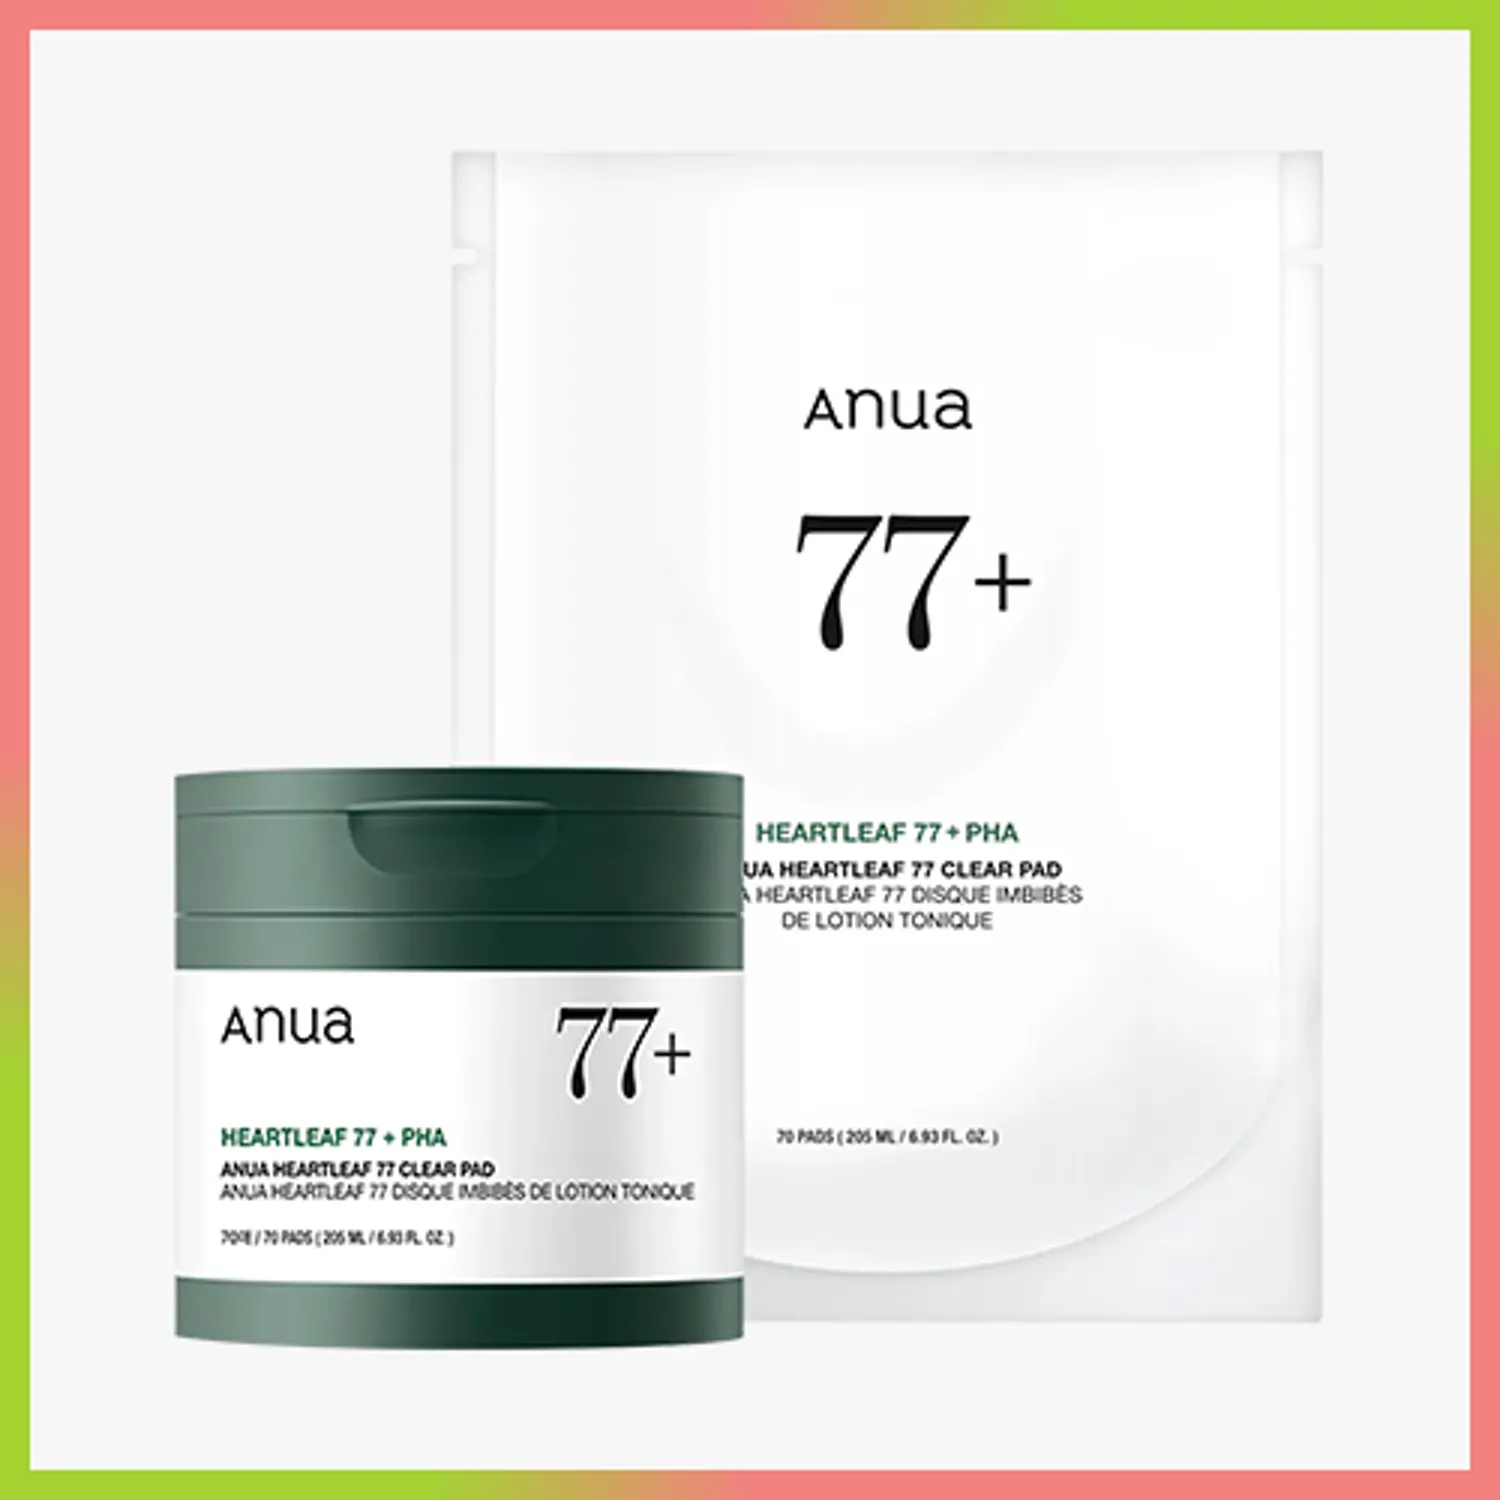 Anua
77+
HEARTLEAF 77 + PHA
UA HEARTLEAF 77 CLEAR PAD
A HEARTLEAF 77 DISQUE IMBIBÈS
DE LOTION TONIQUE
70 PADS ( 205 ML / 6.93 FL. OZ. )
Anua
77+
HEARTLEAF 77 + PHA
ANUA HEARTLEAF 77 CLEAR PAD
ANUA HEARTLEAF 77 DISQUE IMBIBÈS DE LOTION TONIQUE
70매 / 70 PADS ( 205 ML / 6.93 FL. OZ. )